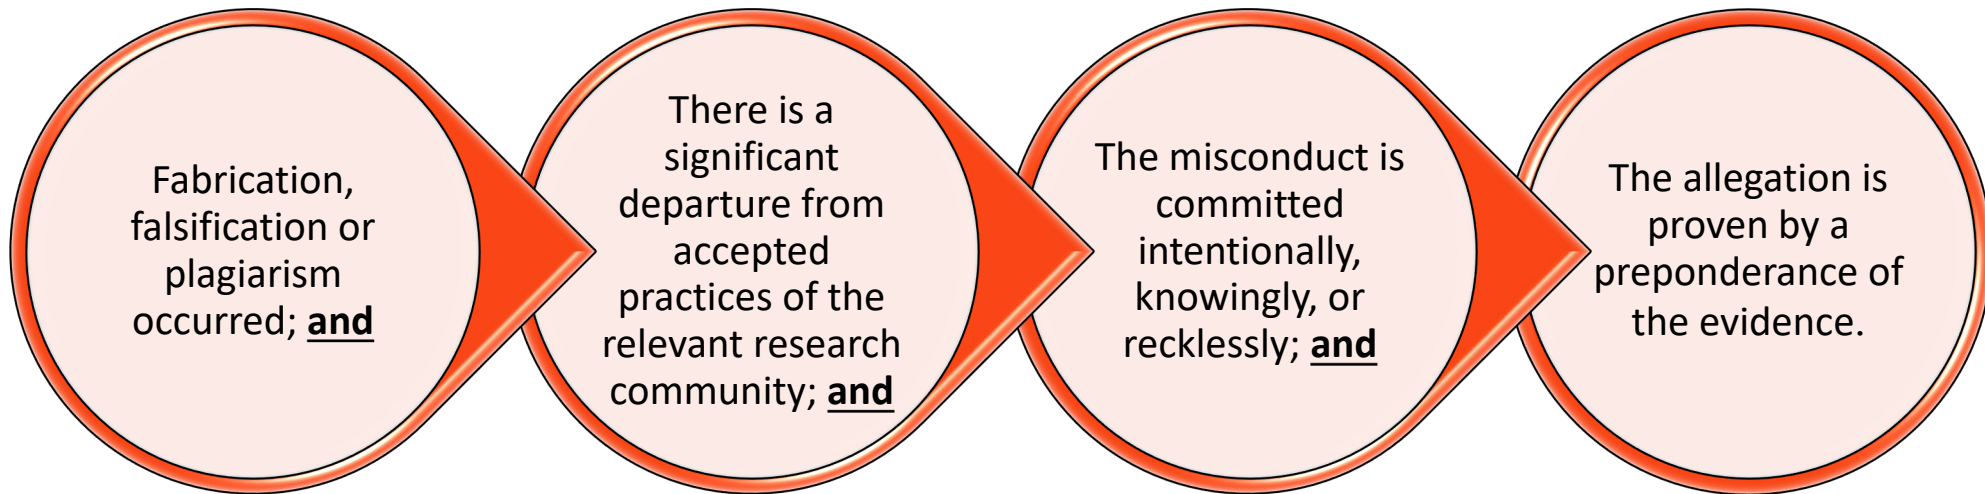 Fabrication,
falsification or
plagiarism
occurred; and
There is a
significant
departure from
accepted
practices of the
relevant research
community; and
The misconduct is
committed
intentionally,
knowingly, or
recklessly; and
The allegation is
proven by a
preponderance of
the evidence.